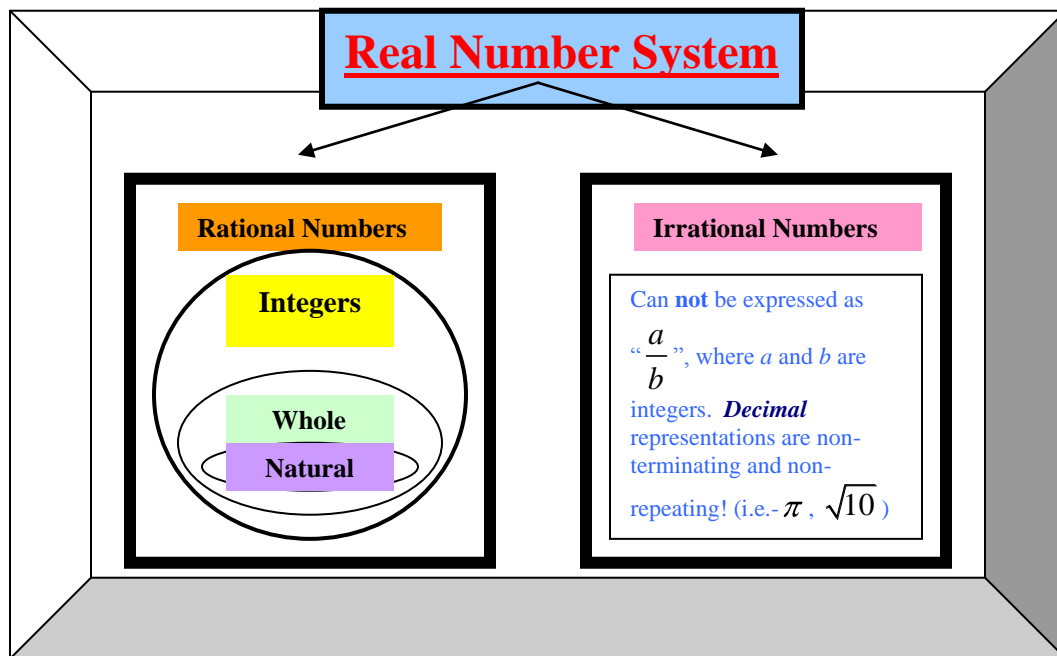 Real Number System
Rational Numbers
Integers
Whole
Natural
Irrational Numbers
Can not be expressed as
“a/b”, where a and b are
integers.  Decimal
representations are non-
terminating and non-
repeating! (i.e.- π , √10 )